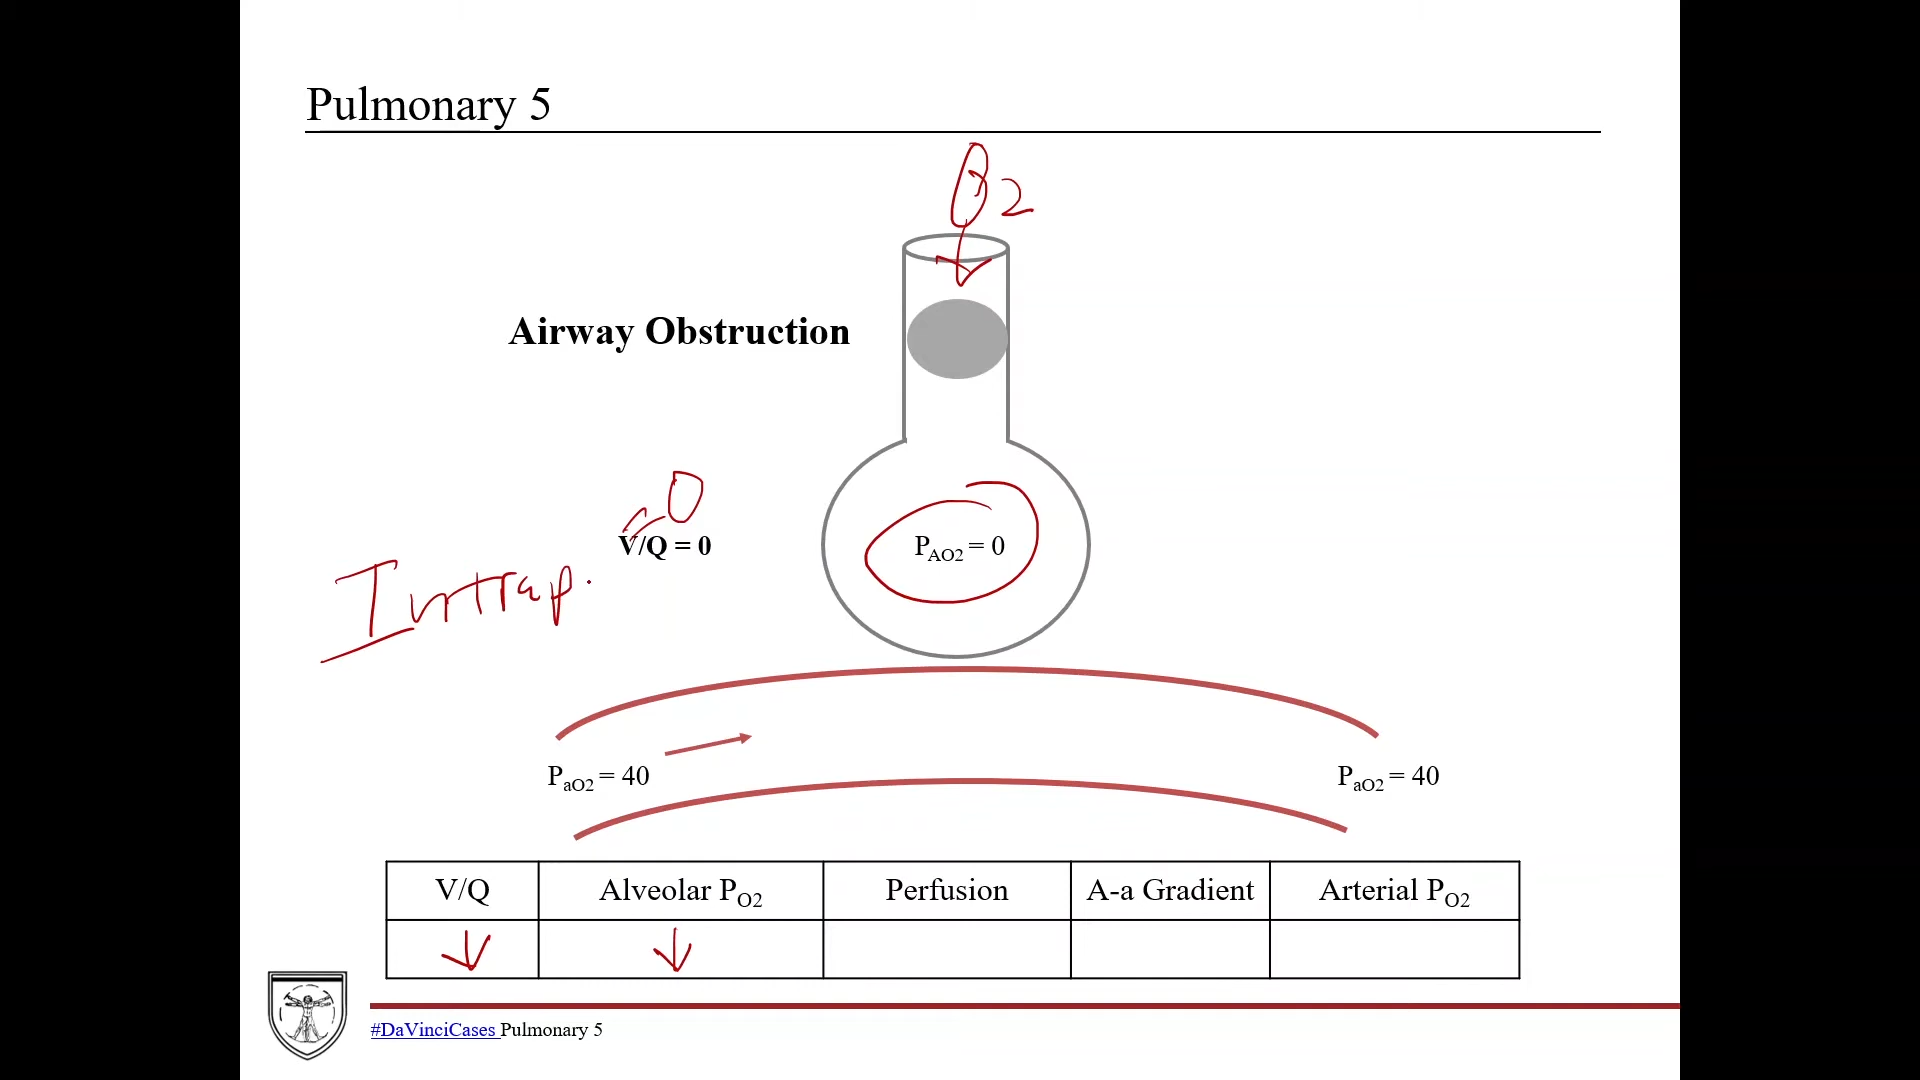 Pulmonary 5
O2
Airway Obstruction
0
V/Q = 0
PAO2 = 0
Intrap.
PaO2 = 40
PaO2 = 40
V/Q Alveolar PO2 Perfusion A-a Gradient Arterial PO2
↓ ↓
#DaVinciCases Pulmonary 5